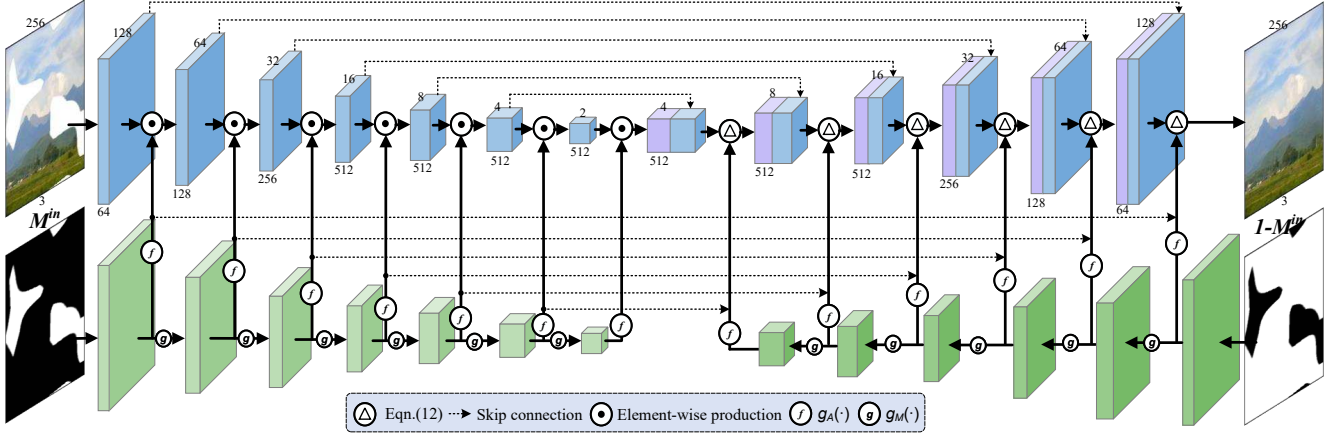 256
128
64
32
16
8
4
2
4
8
16
32
64
128
256
3
64
128
256
512
512
512
512
512
512
512
256
128
64
3
M^in
1-M^in
f
f
f
f
f
f
f
f
f
f
f
f
f
g
g
g
g
g
g
g
g
g
g
g
Eqn.(12) Skip connection Element-wise production f g_A(·) g g_M(·)